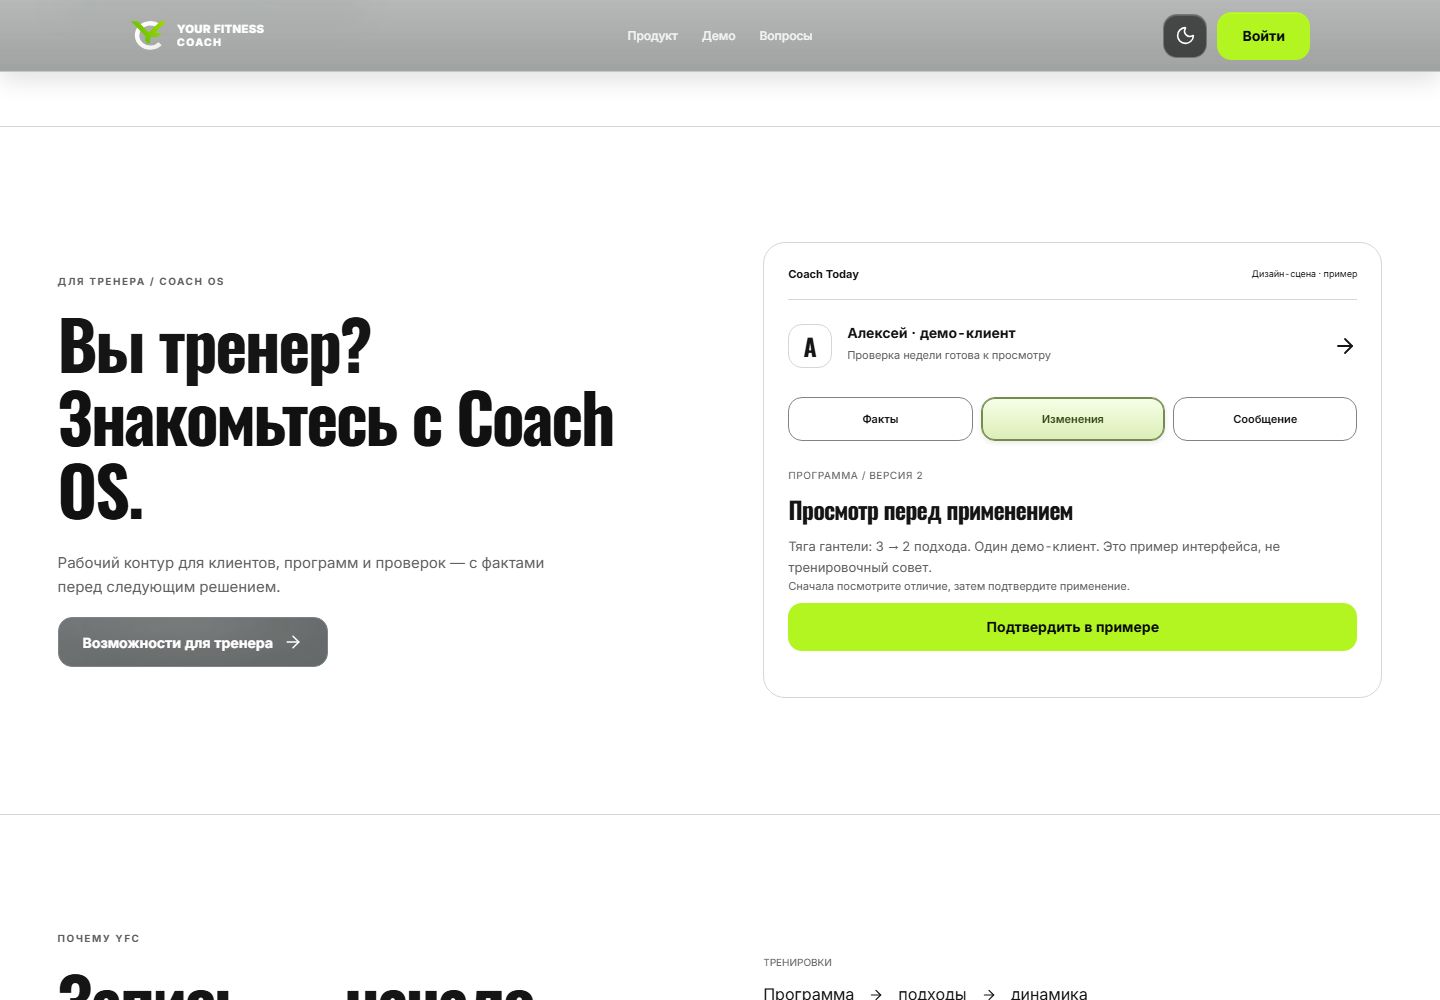 YOUR FITNESS
COACH
Продукт
Демо
Вопросы
Войти
ДЛЯ ТРЕНЕРА / COACH OS
Вы тренер?
Знакомьтесь с Coach
OS.
Рабочий контур для клиентов, программ и проверок — с фактами
перед следующим решением.
Возможности для тренера →
Coach Today
Дизайн-сцена · пример
А
Алексей · демо-клиент
Проверка недели готова к просмотру
Факты
Изменения
Сообщение
ПРОГРАММА / ВЕРСИЯ 2
Просмотр перед применением
Тяга гантели: 3 → 2 подхода. Один демо-клиент. Это пример интерфейса, не
тренировочный совет.
Сначала посмотрите отличие, затем подтвердите применение.
Подтвердить в примере
ПОЧЕМУ YFC
Запись — начало
ТРЕНИРОВКИ
Программа → подходы → динамика